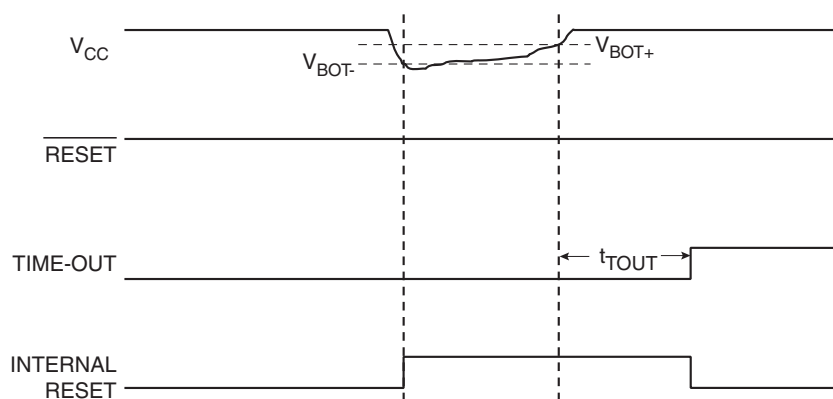 VCC
VBOT-
VBOT+
RESET
TIME-OUT
tTOUT
INTERNAL
RESET